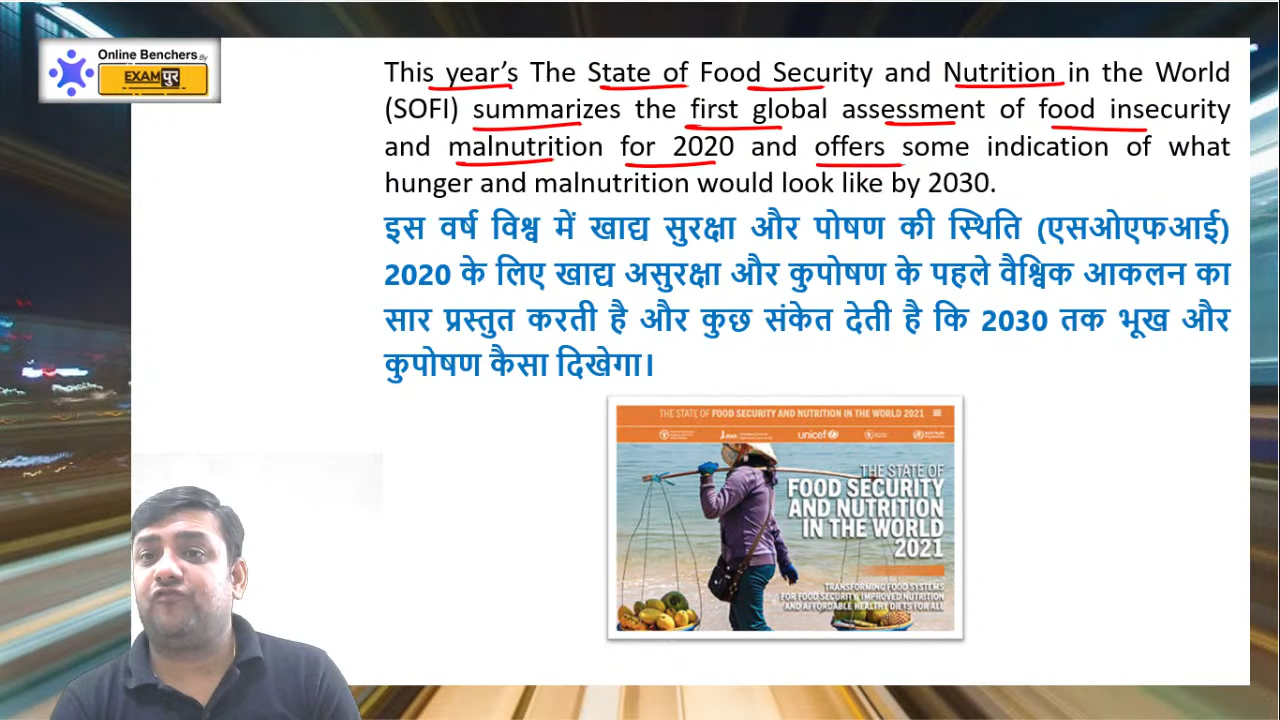 Online Benchers By
EXAMपुर
This year's The State of Food Security and Nutrition in the World
(SOFI) summarizes the first global assessment of food insecurity
and malnutrition for 2020 and offers some indication of what
hunger and malnutrition would look like by 2030.
इस वर्ष विश्व में खाद्य सुरक्षा और पोषण की स्थिति (एसओएफआई)
2020 के लिए खाद्य असुरक्षा और कुपोषण के पहले वैश्विक आकलन का
सार प्रस्तुत करती है और कुछ संकेत देती है कि 2030 तक भूख और
कुपोषण कैसा दिखेगा।
THE STATE OF FOOD SECURITY AND NUTRITION IN THE WORLD 2021
unicef
THE STATE OF
FOOD SECURITY
AND NUTRITION
IN THE WORLD
2021
TRANSFORMING FOOD SYSTEMS
FOR FOOD SECURITY, IMPROVED NUTRITION
AND AFFORDABLE HEALTHY DIETS FOR ALL